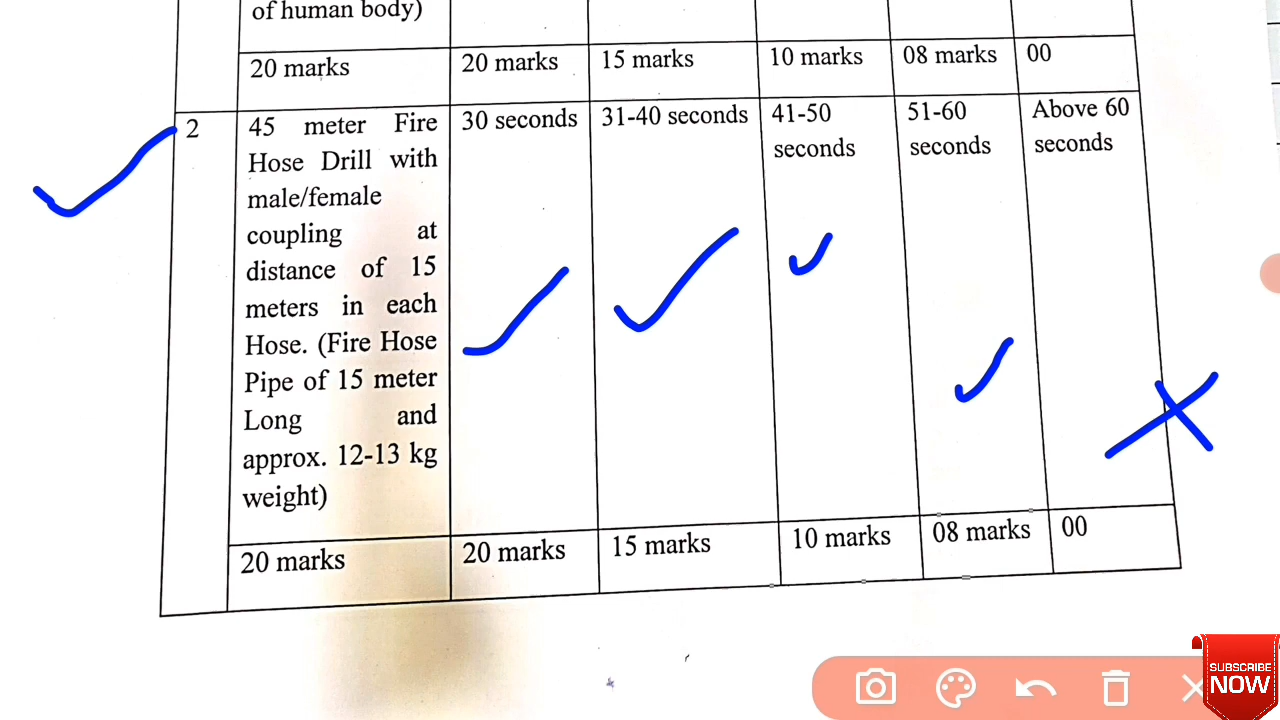 of human body)
20 marks 20 marks 15 marks 10 marks 08 marks 00
2 45 meter Fire 30 seconds 31-40 seconds 41-50 51-60 Above 60
Hose Drill with seconds seconds seconds
male/female
coupling at
distance of 15
meters in each
Hose. (Fire Hose
Pipe of 15 meter
Long and
approx. 12-13 kg
weight)
20 marks 20 marks 15 marks 10 marks 08 marks 00
SUBSCRIBE
NOW